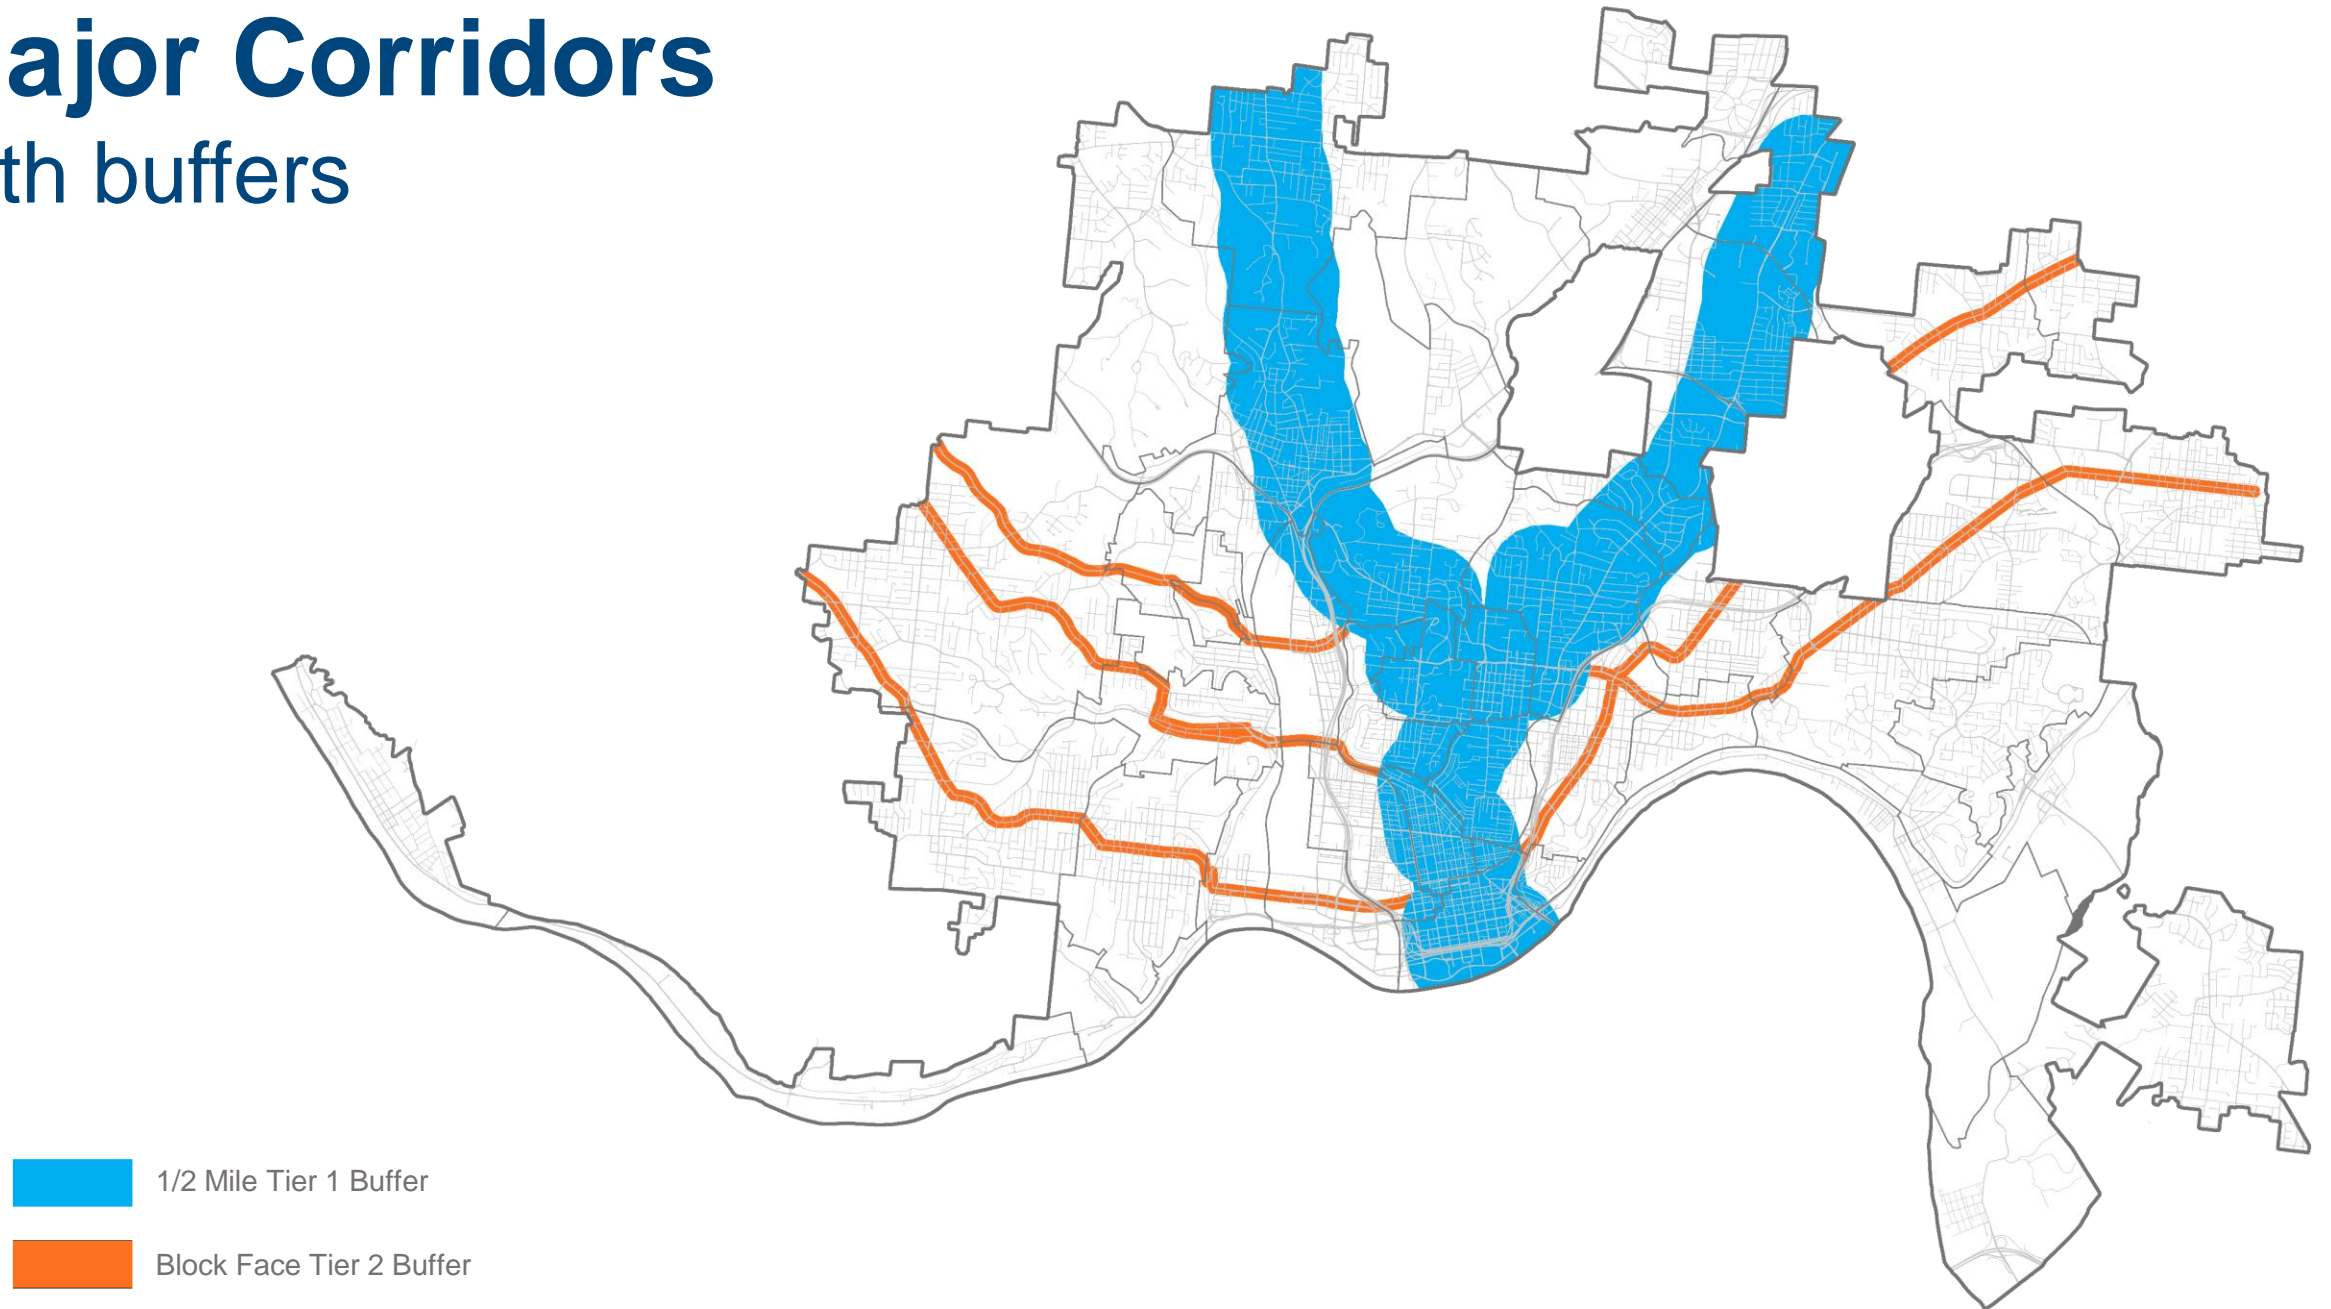 ajor Corridors
th buffers
1/2 Mile Tier 1 Buffer
Block Face Tier 2 Buffer